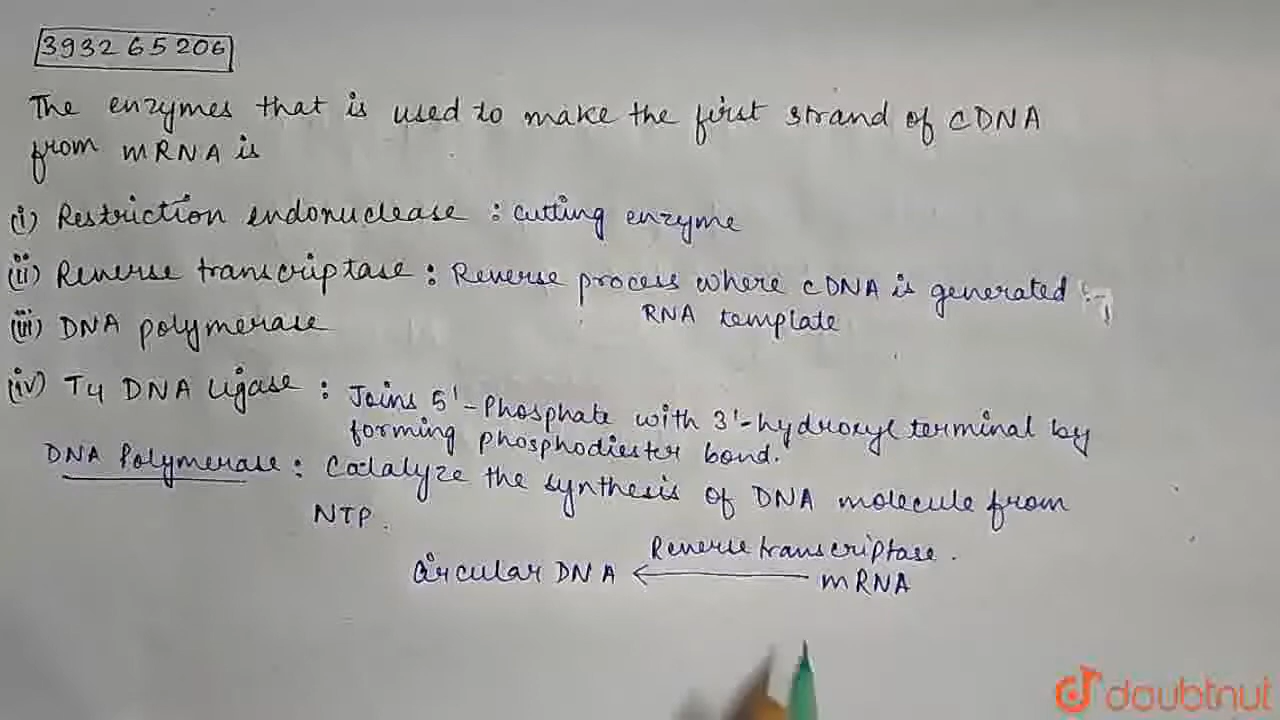 393265206
The enzymes that is used to make the first strand of cDNA
from mRNA is
(i) Restriction endonuclease : cutting enzyme
(ii) Reverse transcriptase : Reverse process where cDNA is generated :-
RNA template
(iii) DNA polymerase
(iv) T4 DNA ligase : Joins 5'-Phosphate with 3'-hydroxyl terminal by
forming phosphodiester bond.
DNA Polymerase : Catalyze the synthesis of DNA molecule from
NTP.
Circular DNA ← Reverse transcriptase. mRNA
doubtnut